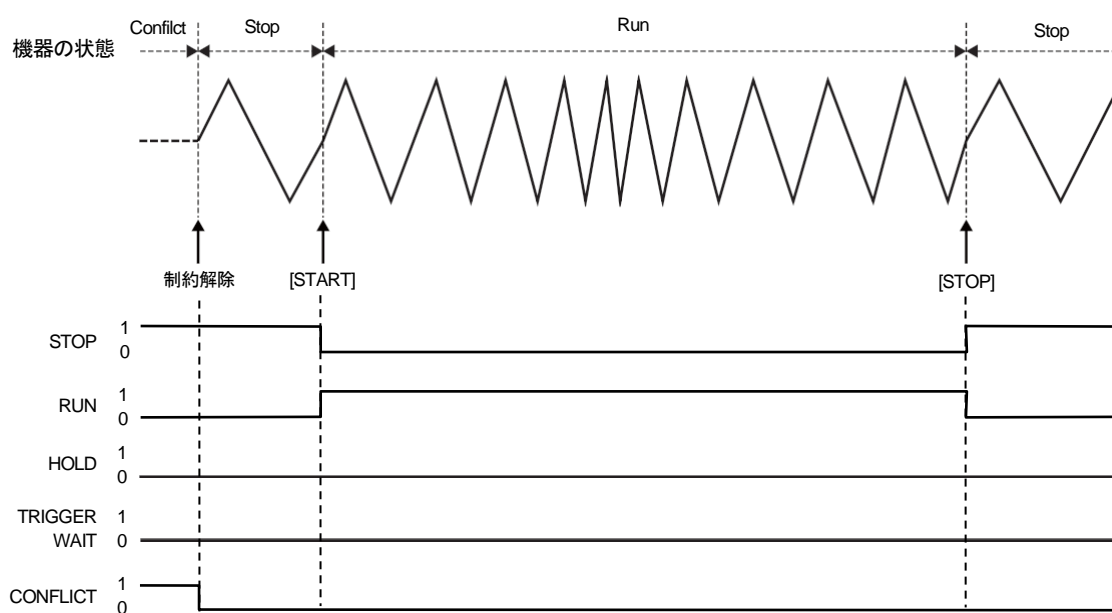 Confilct Stop Run Stop
機器の状態
制約解除 [START] [STOP]
STOP 1
0
RUN 1
0
HOLD 1
0
TRIGGER 1
WAIT 0
CONFLICT 1
0